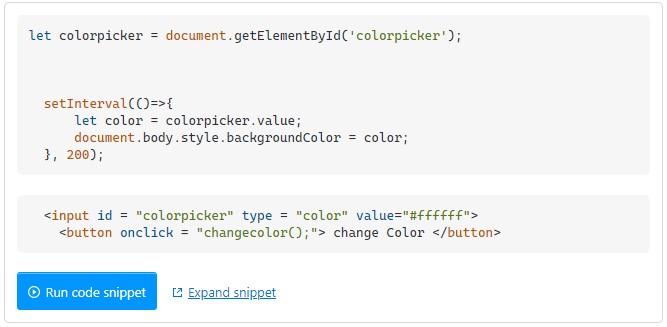 let colorpicker = document.getElementById('colorpicker');
setInterval(()=>{
let color = colorpicker.value;
document.body.style.backgroundColor = color;
}, 200);
<input id = "colorpicker" type = "color" value="#ffffff">
<button onclick = "changecolor();"> change Color </button>
Run code snippet
Expand snippet